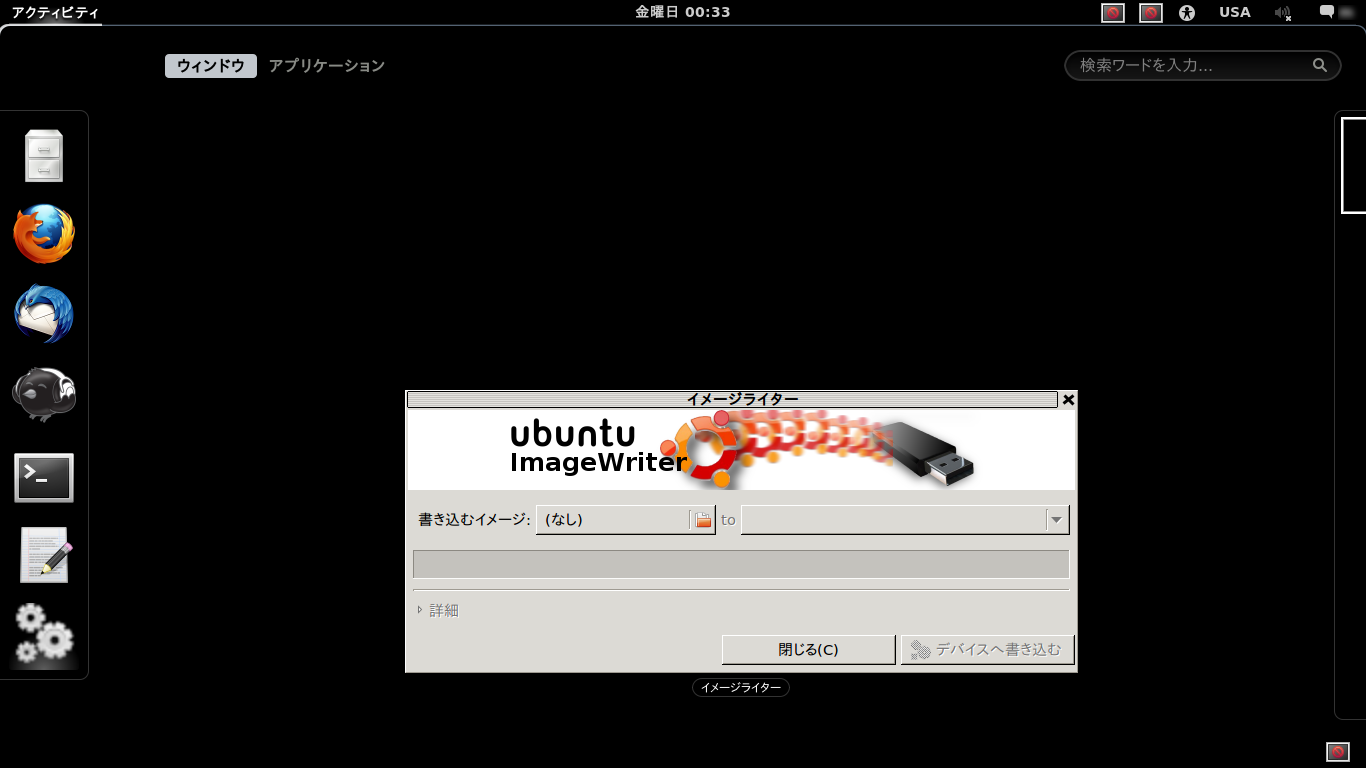 アクティビティ
金曜日 00:33
USA
ウィンドウ
アプリケーション
検索ワードを入力...
イメージライター
ubuntu
ImageWriter
書き込むイメージ: (なし) to
詳細
閉じる(C)
デバイスへ書き込む
イメージライター